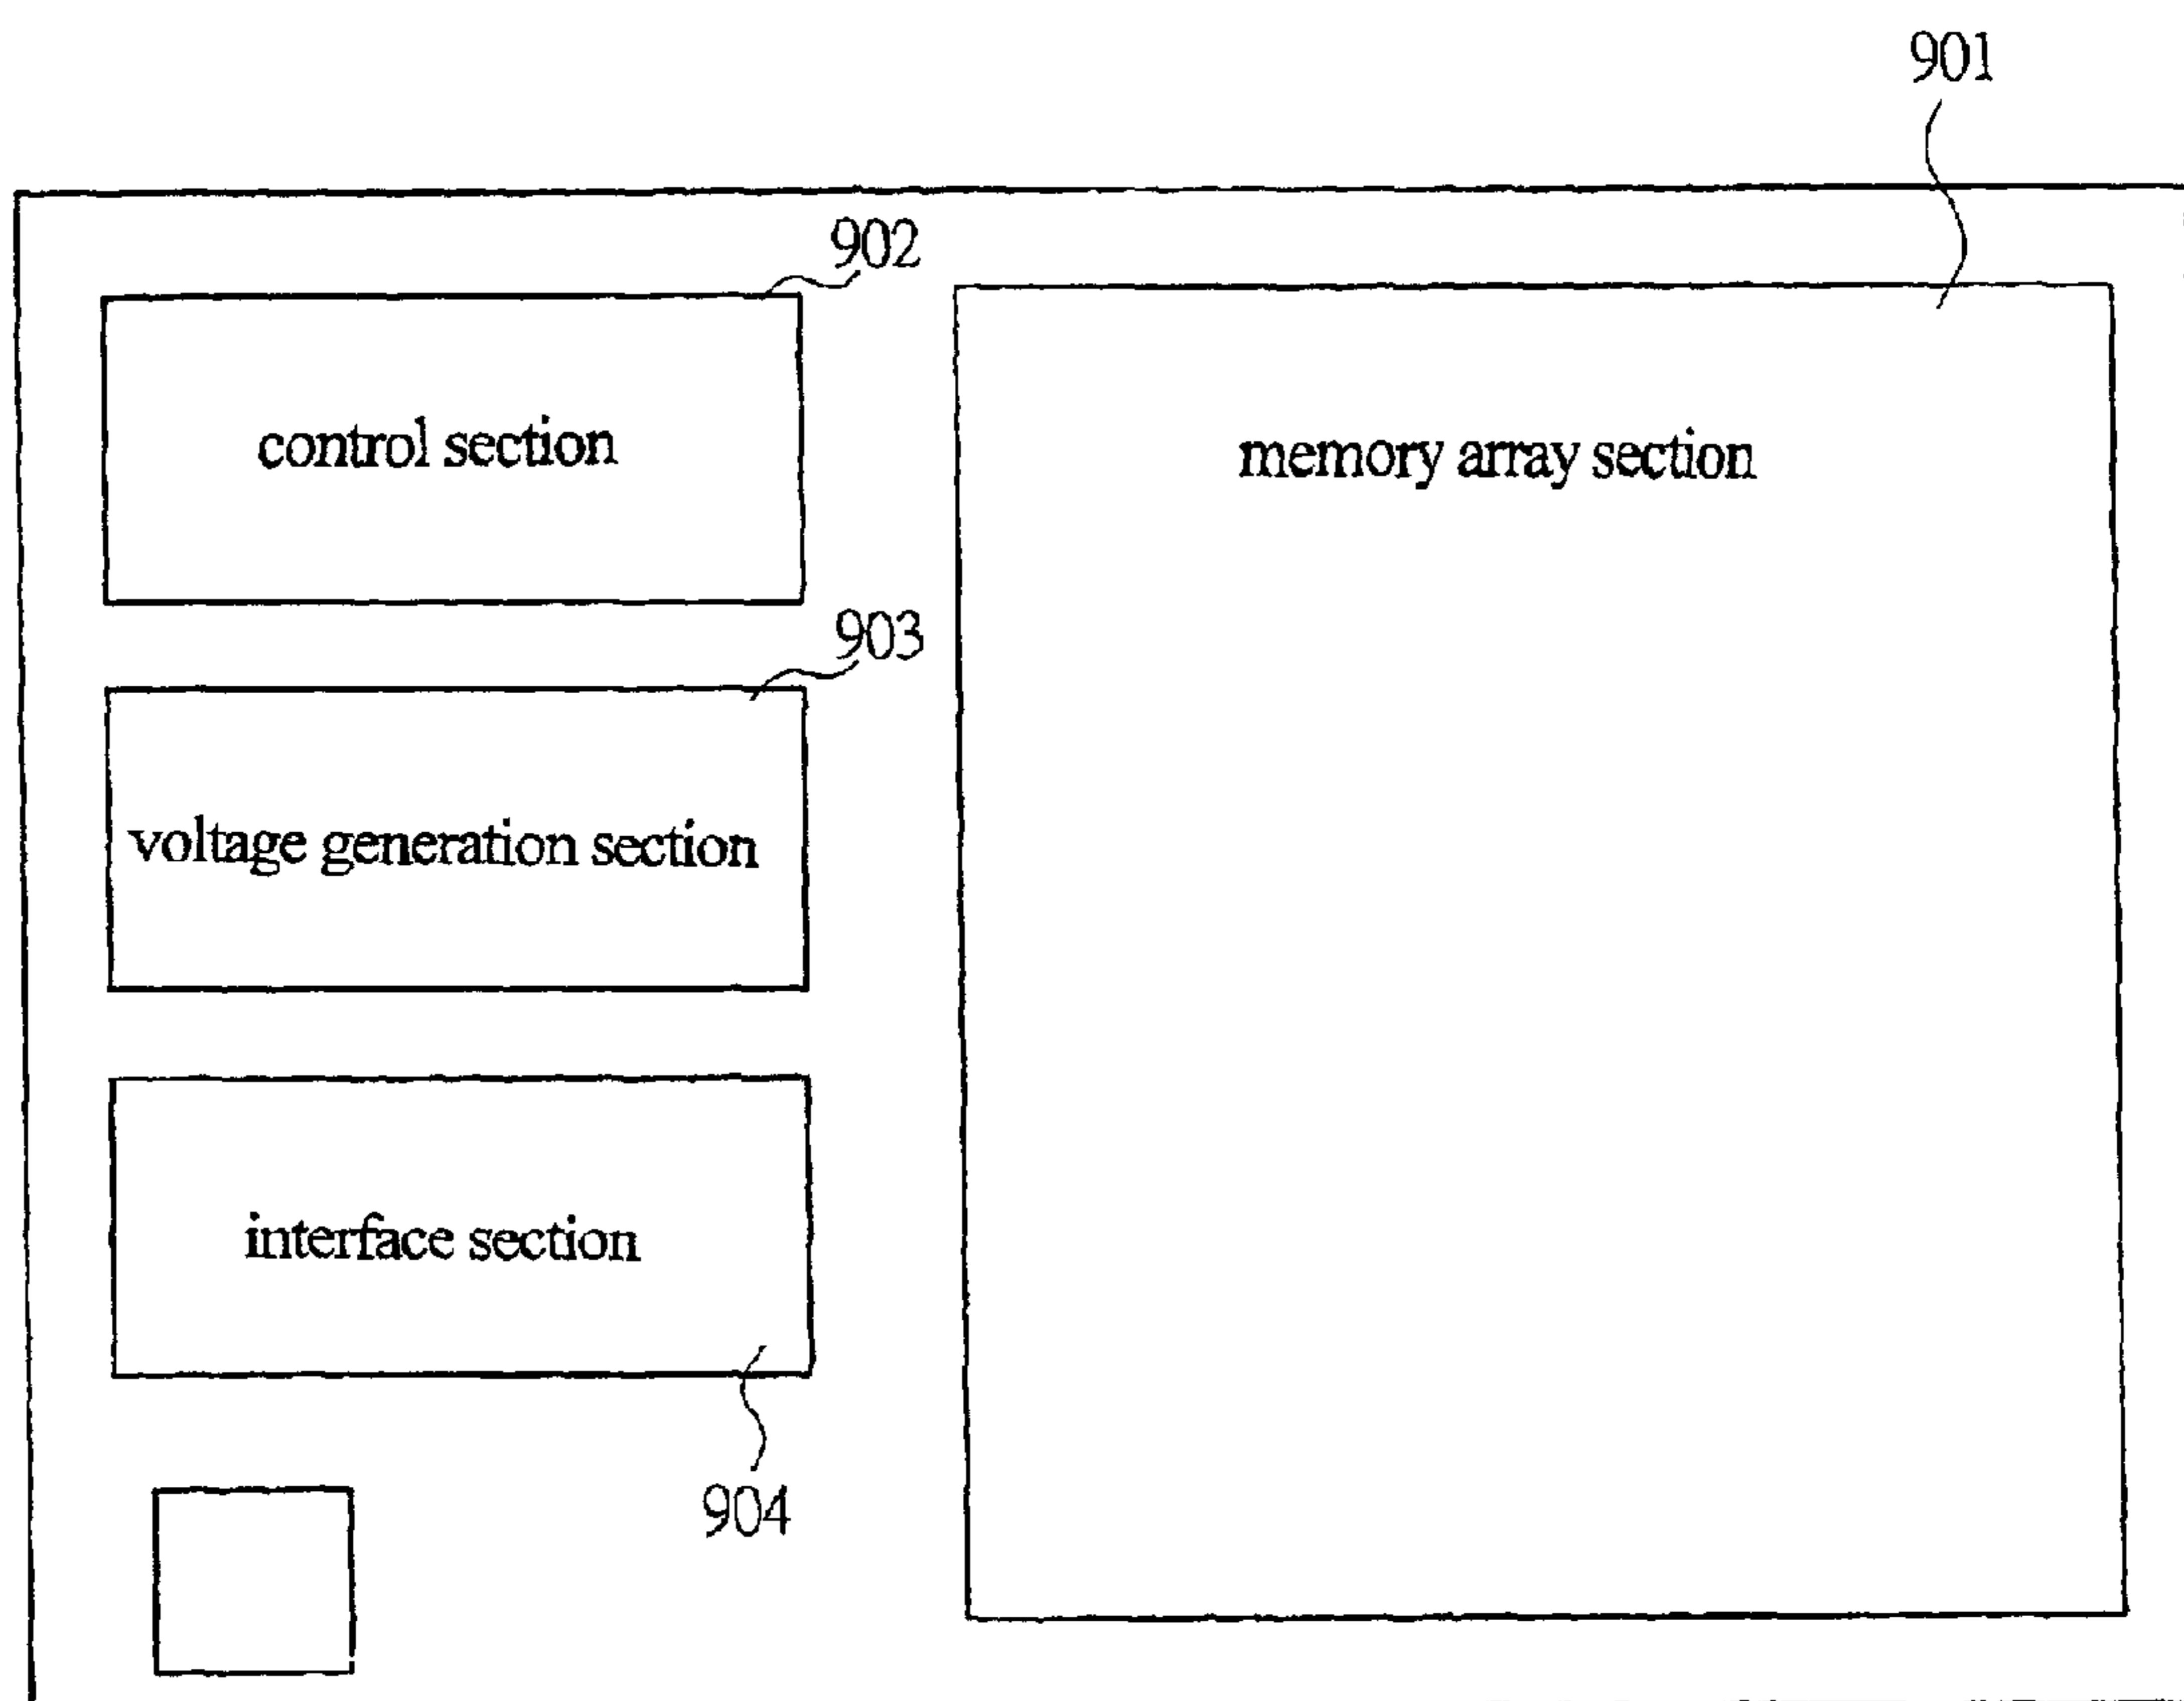 901
902
control section
memory array section
903
voltage generation section
interface section
904